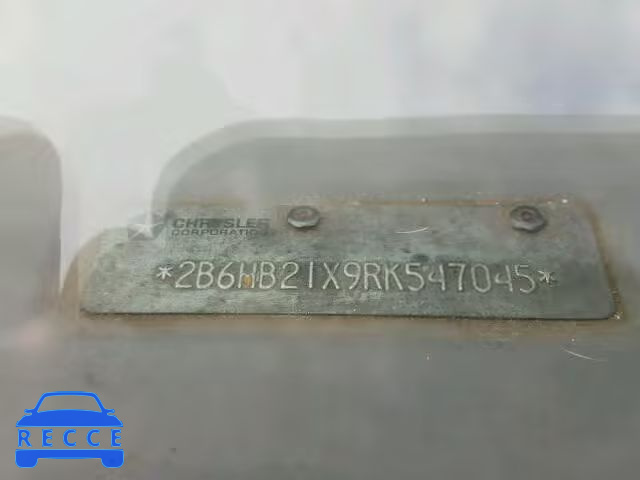 CHRYSLER
CORPORATION
*2B6HB21X9RK547045*
RECCE